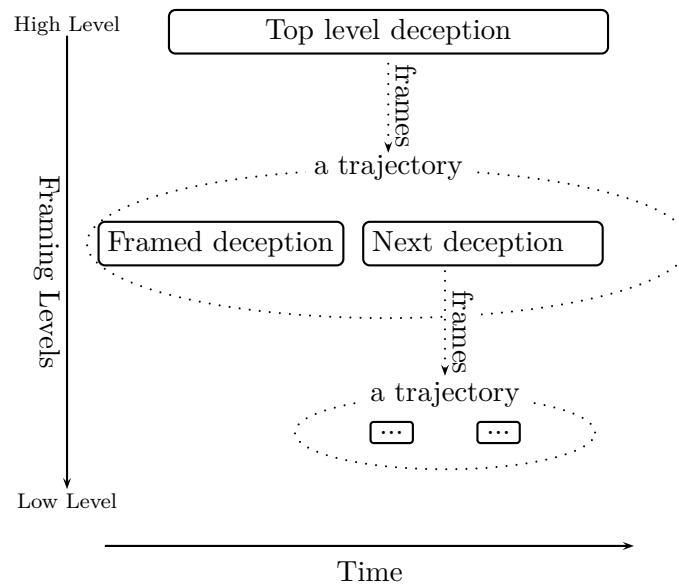 High Level
Top level deception
frames
a trajectory
Framing Levels
Framed deception
Next deception
frames
a trajectory
...
...
Low Level
Time